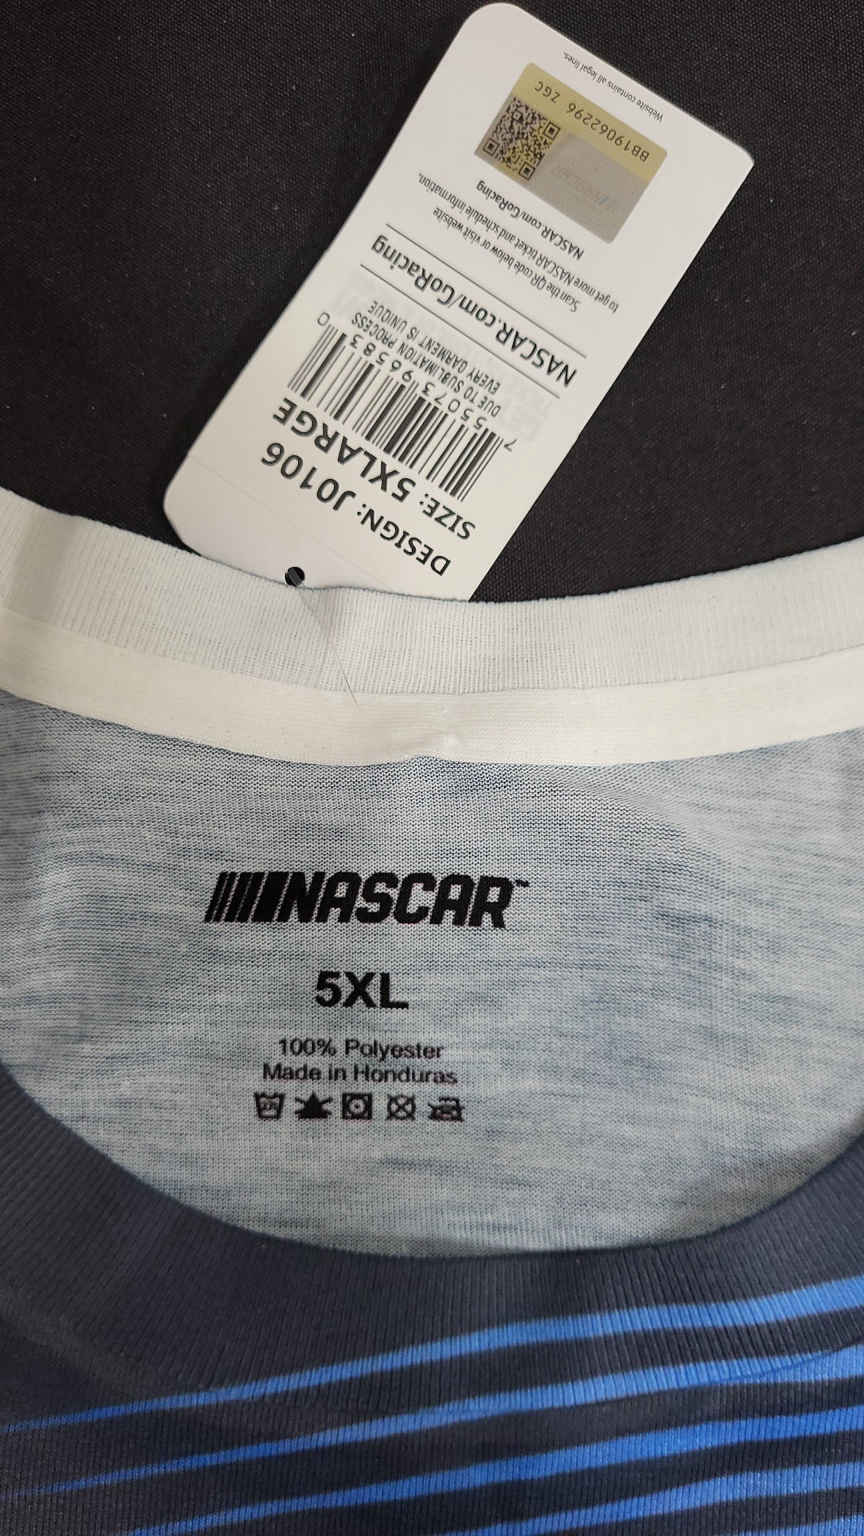 DESIGN: J0106
SIZE: 5XLARGE
7 55073 96583 0
DUE TO SUBLIMATION PROCESS
EVERY GARMENT IS UNIQUE
NASCAR.com/GoRacing
Scan the QR code below or visit website
to get more NASCAR ticket and schedule information.
NASCAR.com/GoRacing
BB19062296 ZGC
Website contains all legal lines.
NASCAR™
5XL
100% Polyester
Made in Honduras